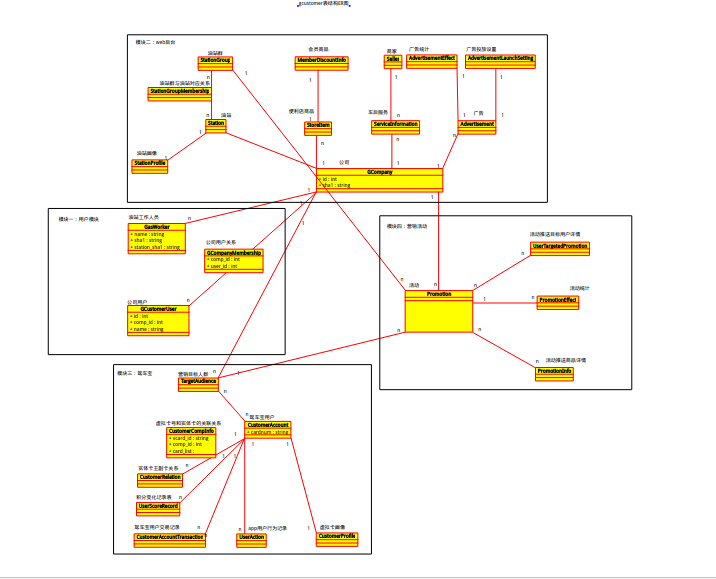 gcustomer表结构ER图
模块二：web后台
油站群
StationGroup
油站群与油站对应关系
StationGroupMembership
油站
Station
油站画像
StationProfile
会员商品
MemberDiscountInfo
便利店商品
StoreItem
商家
Seller
车后服务
ServiceInformation
广告统计
AdvertisementEffect
广告投放设置
AdvertisementLaunchSetting
广告
Advertisement
公司
GCompany
+ id : int
+ sha1 : string
模块一：用户模块
油站工作人员
GasWorker
+ name : string
+ sha1 : string
+ station_sha1 : string
公司用户关系
GCompanyMembership
+ comp_id : int
+ user_id : int
公司用户
GCustomerUser
+ id : int
+ comp_id : int
+ name : string
模块四：营销活动
活动推送目标用户详情
UserTargetedPromotion
活动
Promotion
活动统计
PromotionEffect
活动推送商品详情
PromotionInfo
模块三：驾车宝
营销目标人群
TargetAudience
驾车宝用户
CustomerAccount
+ cardnum : string
虚拟卡号和实体卡的关联关系
CustomerCompInfo
+ vcard_id : string
+ comp_id : int
+ card_list :
实体卡主副卡关系
CustomerRelation
积分变化记录表
UserScoreRecord
驾车宝用户交易记录
CustomerAccountTransaction
app用户行为记录
UserAction
虚拟卡画像
CustomerProfile